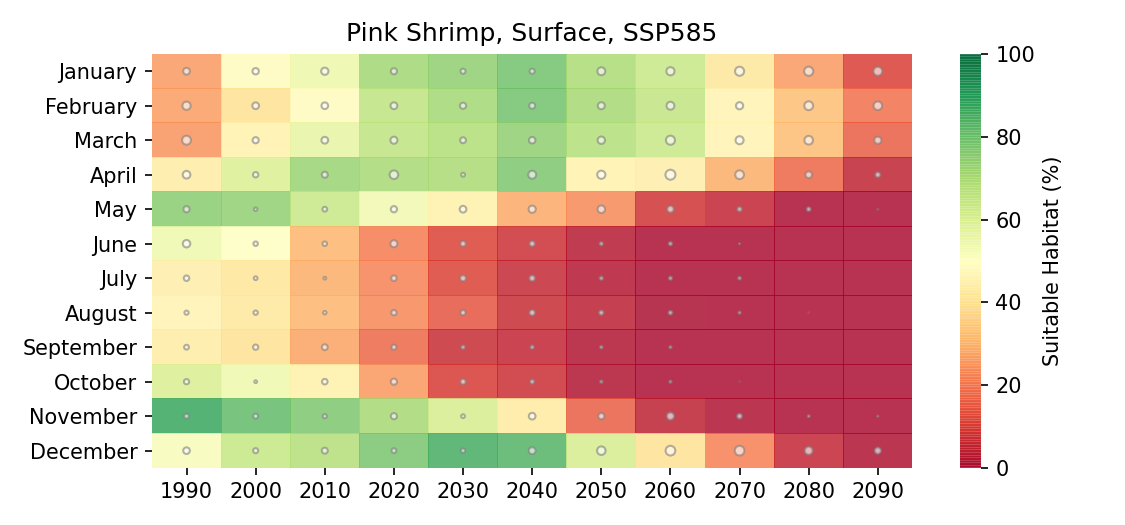 Pink Shrimp, Surface, SSP585
January
February
March
April
May
June
July
August
September
October
November
December
1990 2000 2010 2020 2030 2040 2050 2060 2070 2080 2090
100
80
60
40
20
0
Suitable Habitat (%)